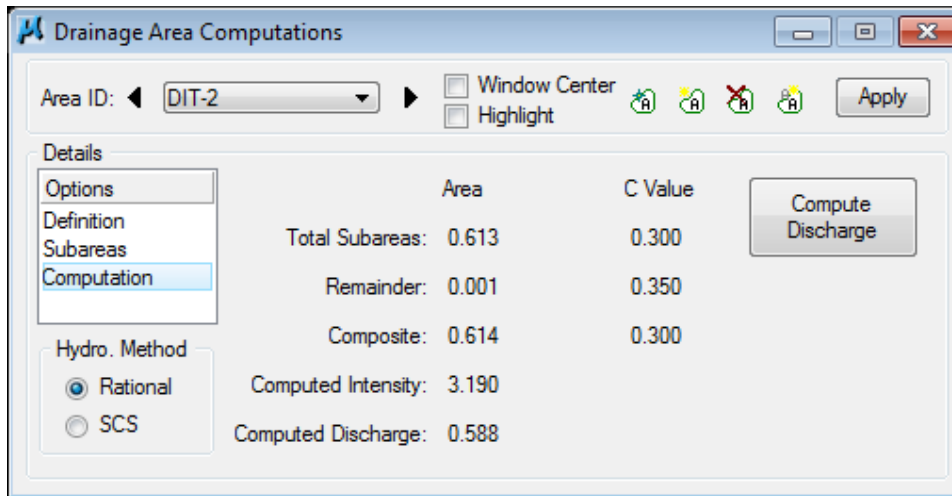 Drainage Area Computations
Area ID: DIT-2 Window Center
Highlight
Apply
Details
Options
Definition
Subareas
Computation
Hydro. Method
Rational
SCS
Area C Value
Total Subareas: 0.613 0.300
Remainder: 0.001 0.350
Composite: 0.614 0.300
Computed Intensity: 3.190
Computed Discharge: 0.588
Compute
Discharge